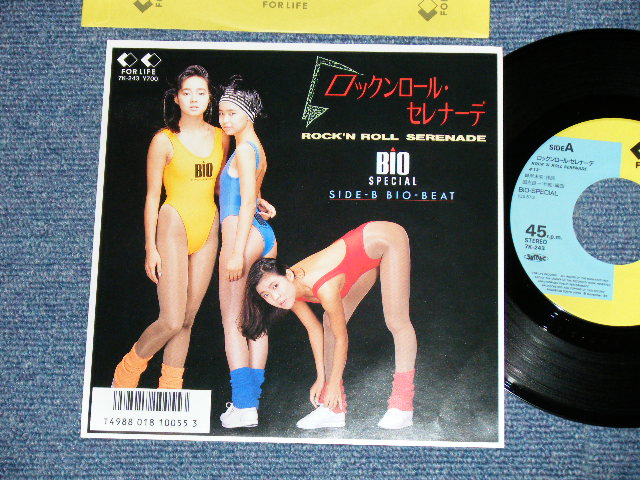 FOR LIFE
FOR LIFE
7K-243 ¥700
ロックンロール・
セレナーデ
ROCK'N ROLL SERENADE
BiO
SPECIAL
SIDE-B BIO-BEAT
BiO
T4988 018 10055 3
SIDE A
ロックンロール・セレナーデ
ROCK'N ROLL SERENADE
BIO-SPECIAL
45 r.p.m.
STEREO
7K-243